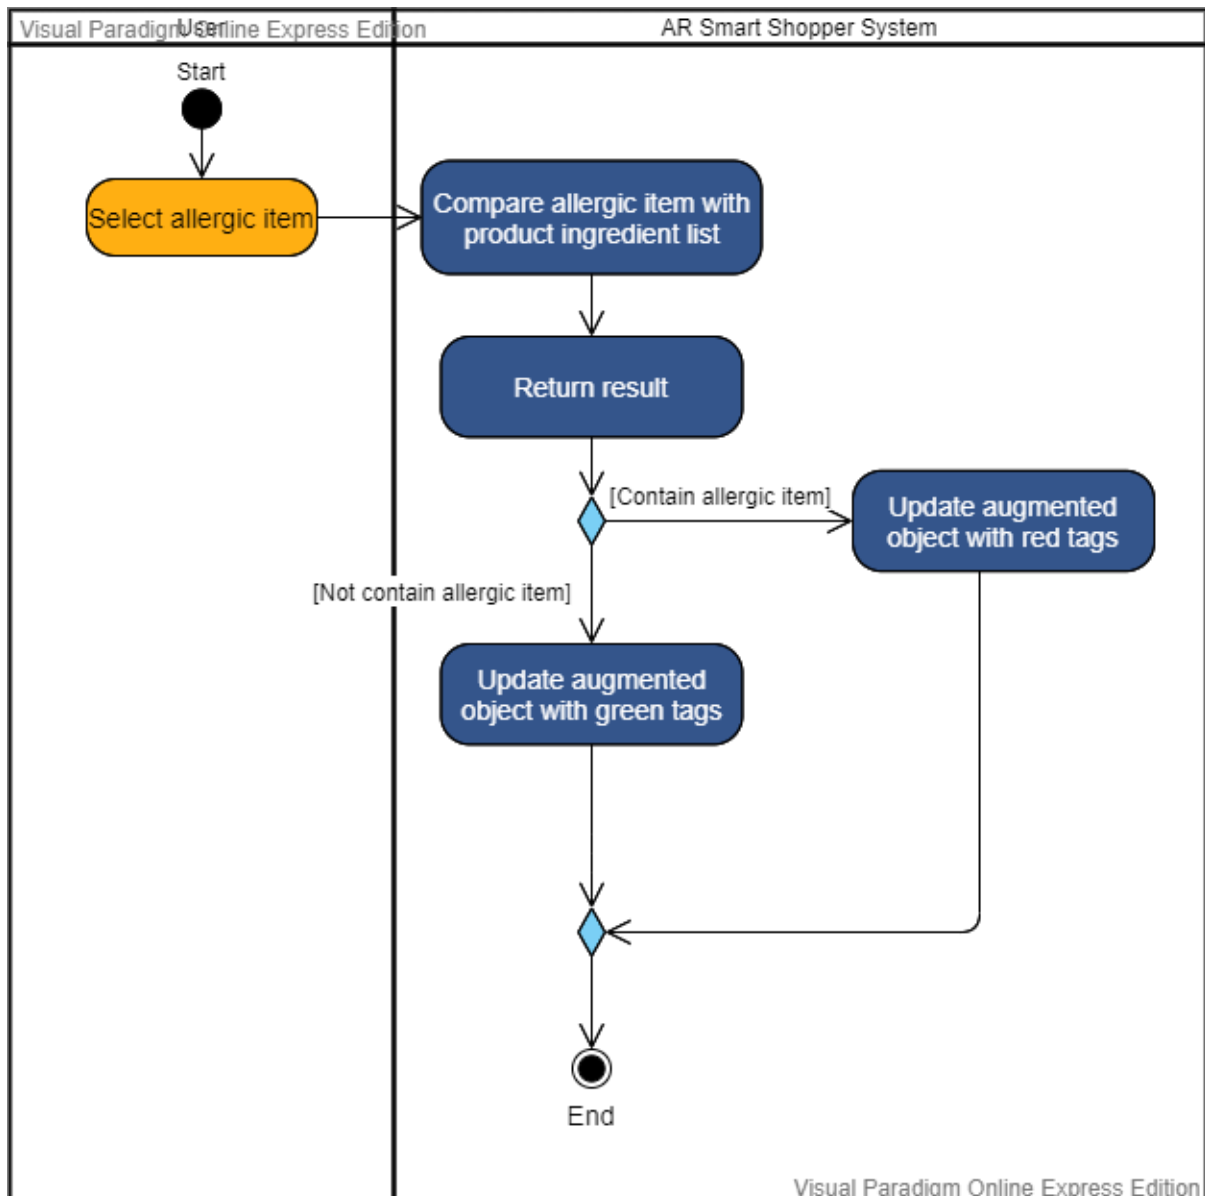 Visual Paradigm Online Express Edition
User
AR Smart Shopper System
Start
Select allergic item
Compare allergic item with
product ingredient list
Return result
[Contain allergic item]
Update augmented
object with red tags
[Not contain allergic item]
Update augmented
object with green tags
End
Visual Paradigm Online Express Edition